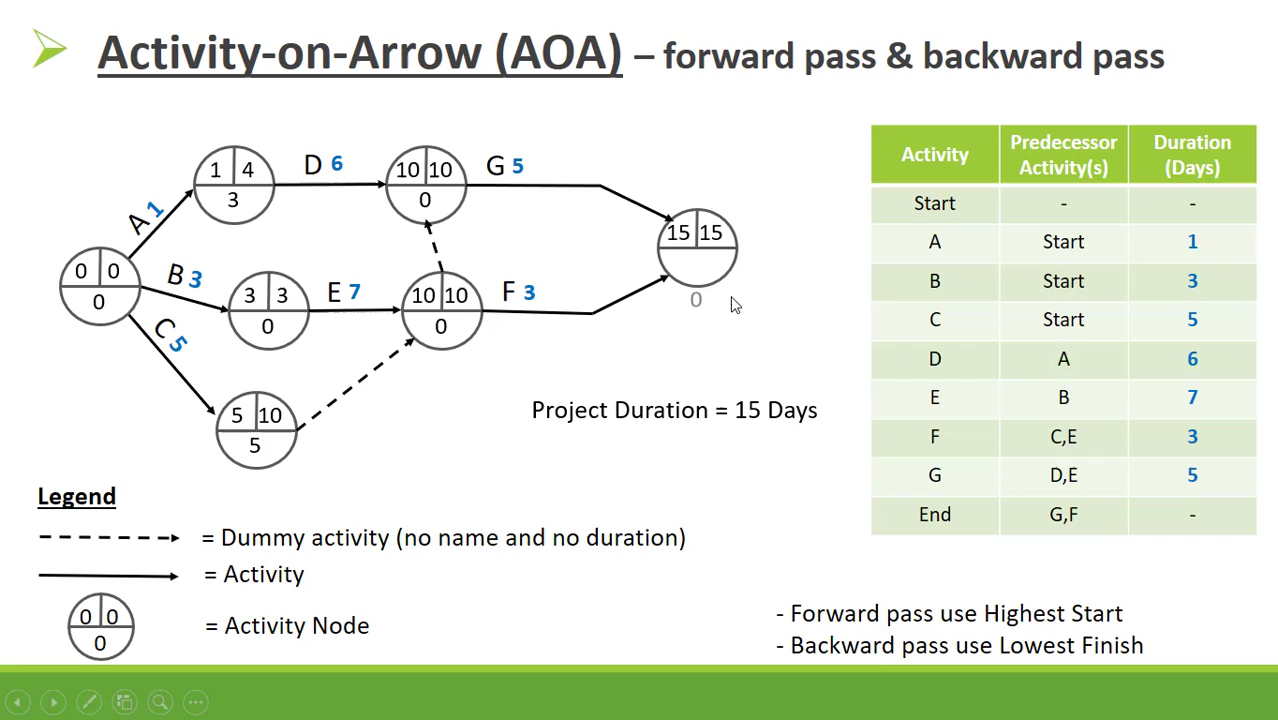 Activity-on-Arrow (AOA) – forward pass & backward pass
A 1
B 3
C 5
D 6
E 7
F 3
G 5
0 0
0
1 4
3
3 3
0
5 10
5
10 10
0
10 10
0
15 15
0
Project Duration = 15 Days
Activity Predecessor Activity(s) Duration (Days)
Start - -
A Start 1
B Start 3
C Start 5
D A 6
E B 7
F C,E 3
G D,E 5
End G,F -
Legend
= Dummy activity (no name and no duration)
= Activity
0 0
0
= Activity Node
- Forward pass use Highest Start
- Backward pass use Lowest Finish